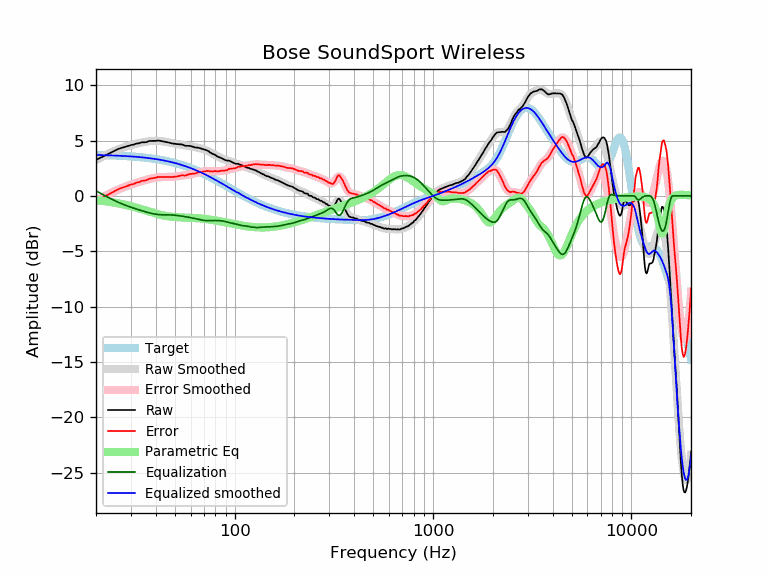 Bose SoundSport Wireless
10
5
0
−5
−10
−15
−20
−25
Amplitude (dBr)
Target
Raw Smoothed
Error Smoothed
Raw
Error
Parametric Eq
Equalization
Equalized smoothed
100
1000
10000
Frequency (Hz)